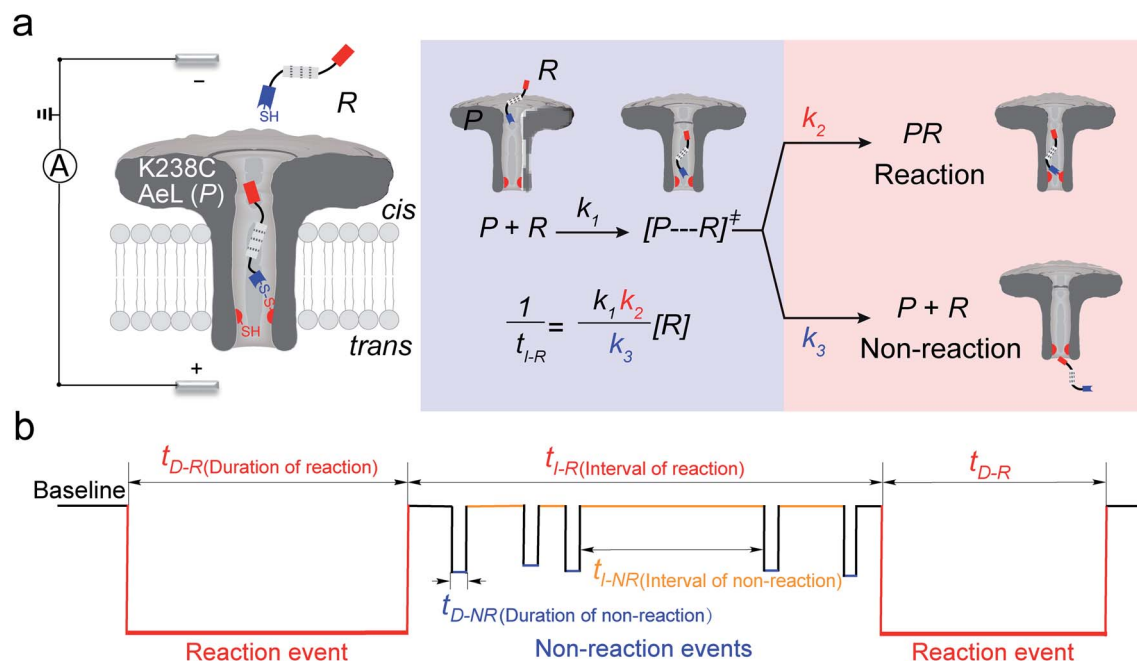 a
−
R
SH
A
K238C
AeL (P)
cis
S-S
SH
trans
+
R
P
P + R
k1
[P---R]‡
k2
PR
Reaction
k3
P + R
Non-reaction
1/tI-R = k1k2/k3 [R]
b
tD-R(Duration of reaction)
tI-R(Interval of reaction)
tD-R
Baseline
tI-NR(Interval of non-reaction)
tD-NR(Duration of non-reaction)
Reaction event
Non-reaction events
Reaction event